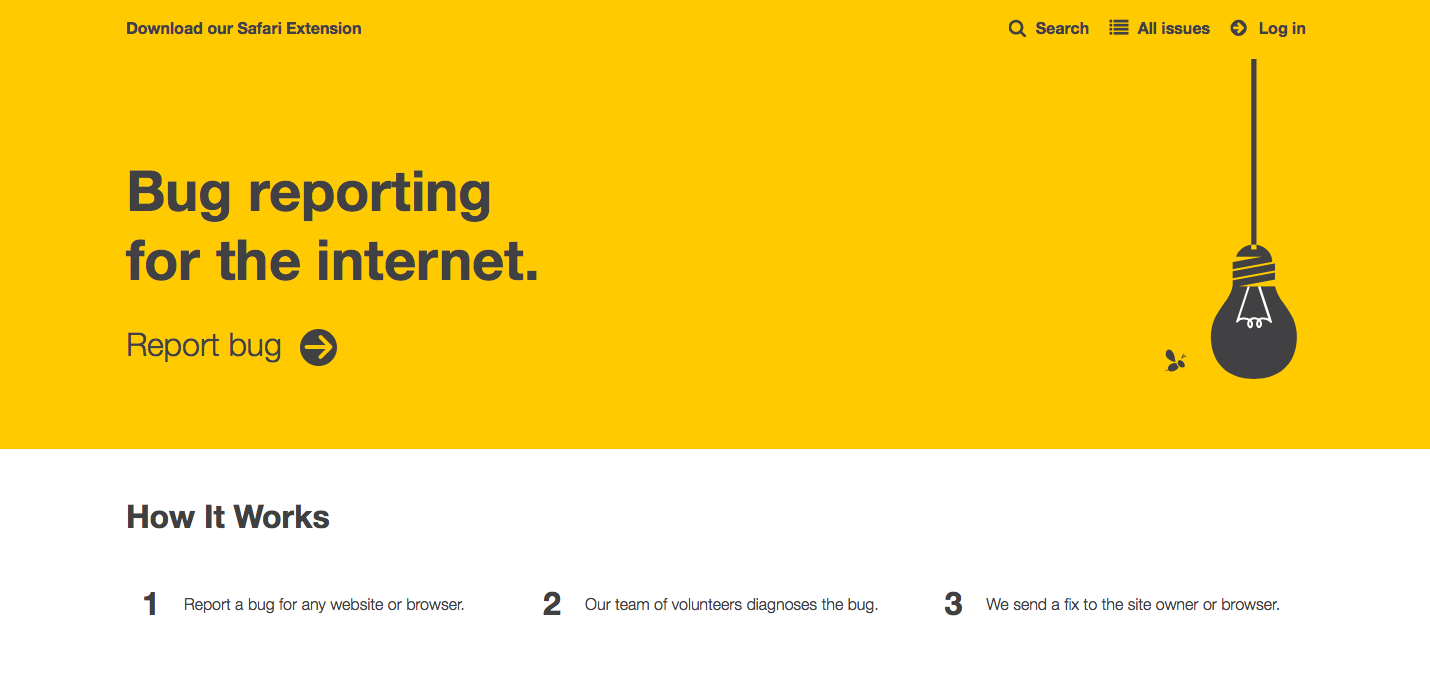 Download our Safari Extension
Search
All issues
Log in
Bug reporting
for the internet.
Report bug
How It Works
1 Report a bug for any website or browser.
2 Our team of volunteers diagnoses the bug.
3 We send a fix to the site owner or browser.